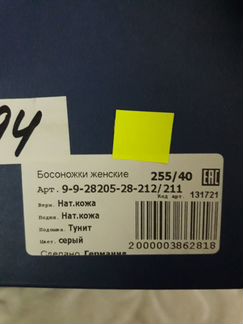 94
Босоножки женские 255/40 ЕАС
Арт. 9-9-28205-28-212/211
Код арт. 131721
Верх. Нат.кожа
Подкл. Нат.кожа
Подошва. Тунит
Цвет. серый
Сделано Германия
2000003862818